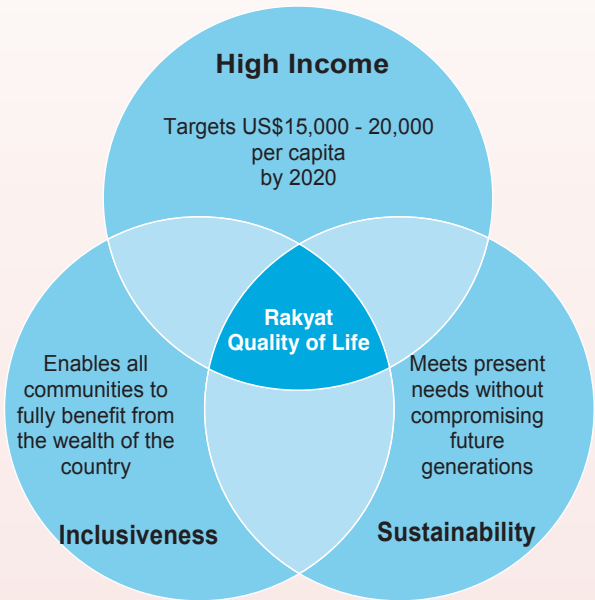 High Income
Targets US$15,000 - 20,000
per capita
by 2020
Rakyat
Quality of Life
Enables all
communities to
fully benefit from
the wealth of the
country
Inclusiveness
Meets present
needs without
compromising
future
generations
Sustainability